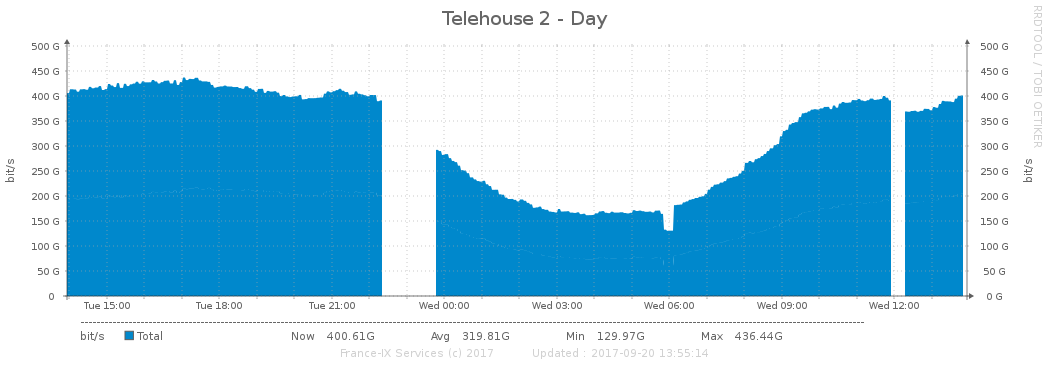 Telehouse 2 - Day
RRDTOOL / TOBI OETIKER
500 G 500 G
450 G 450 G
400 G 400 G
350 G 350 G
300 G 300 G
250 G 250 G
200 G 200 G
150 G 150 G
100 G 100 G
50 G 50 G
0 0 G
bit/s
bit/s
Tue 15:00 Tue 18:00 Tue 21:00 Wed 00:00 Wed 03:00 Wed 06:00 Wed 09:00 Wed 12:00
bit/s Total Now 400.61G Avg 319.81G Min 129.97G Max 436.44G
France-IX Services (c) 2017 Updated : 2017-09-20 13:55:14